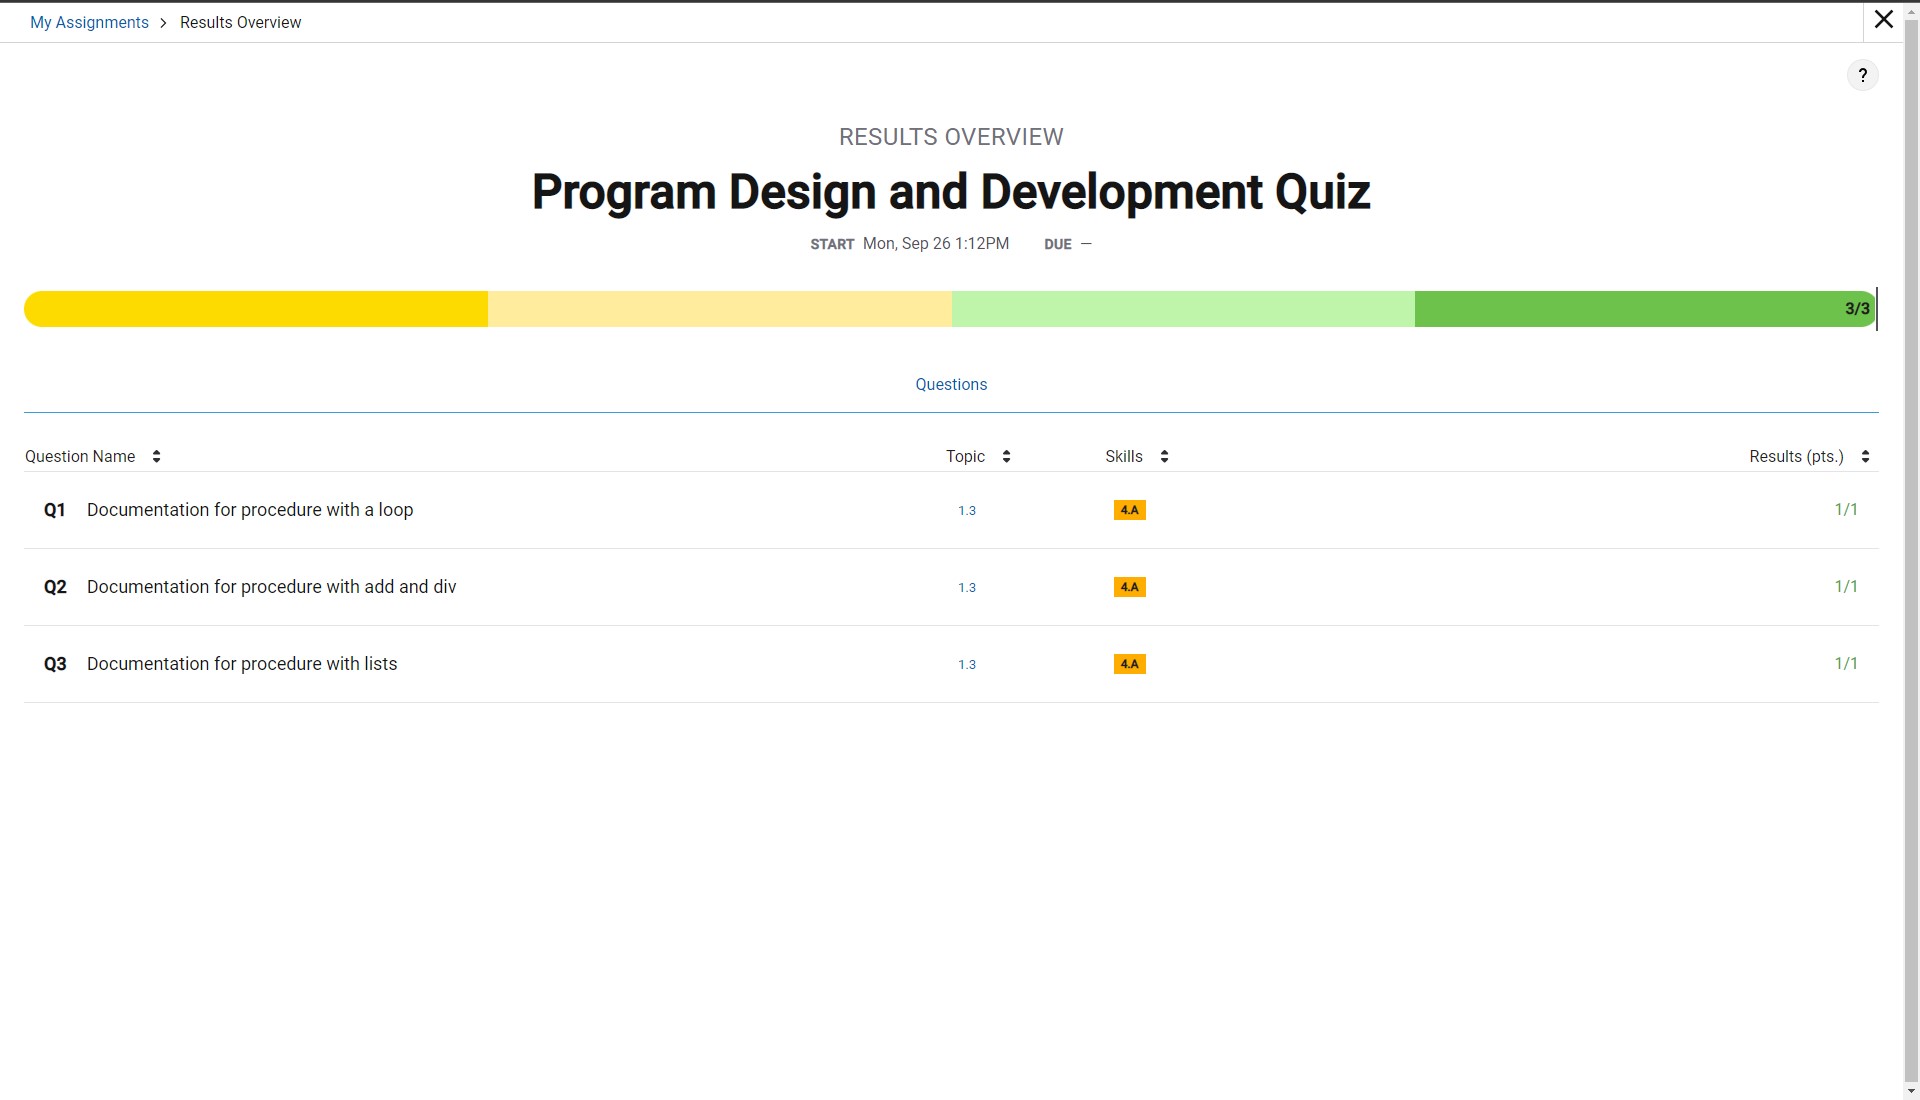 My Assignments > Results Overview
?
RESULTS OVERVIEW
Program Design and Development Quiz
START Mon, Sep 26 1:12PM DUE —
3/3
Questions
Question Name Topic Skills Results (pts.)
Q1 Documentation for procedure with a loop 1.3 4.A 1/1
Q2 Documentation for procedure with add and div 1.3 4.A 1/1
Q3 Documentation for procedure with lists 1.3 4.A 1/1